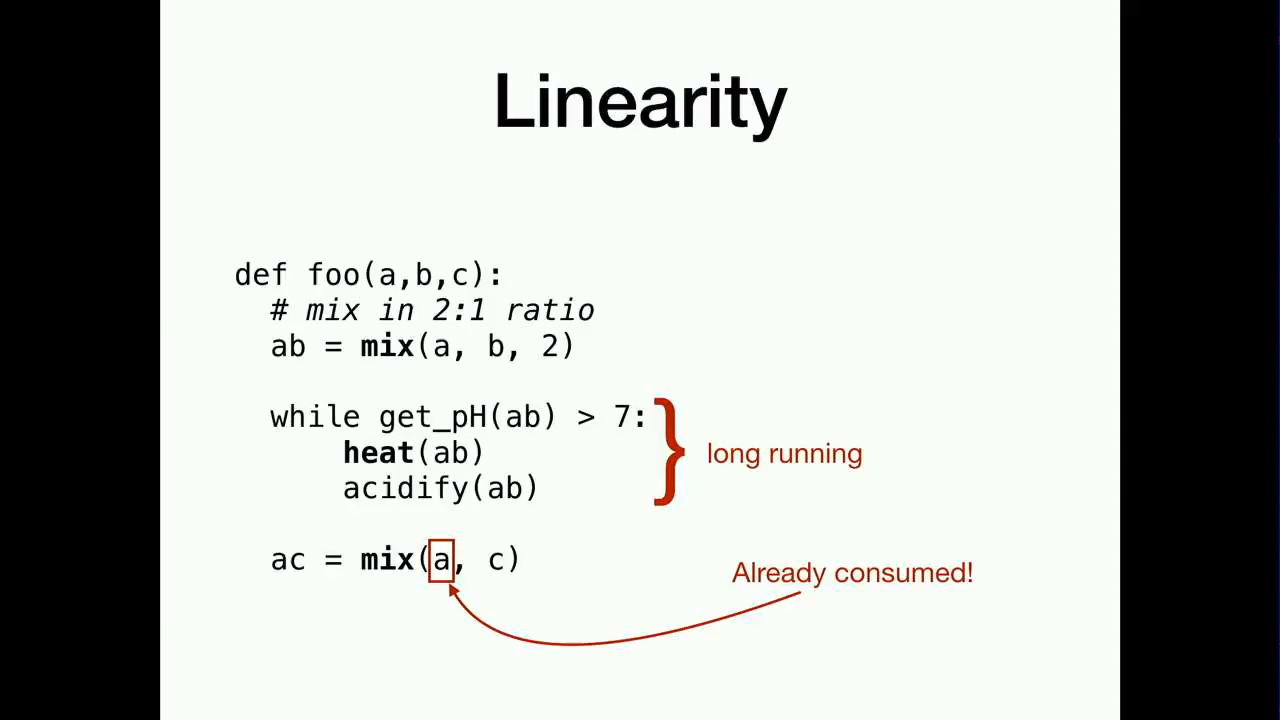 Linearity
def foo(a,b,c):
# mix in 2:1 ratio
ab = mix(a, b, 2)
while get_pH(ab) > 7:
heat(ab)
acidify(ab)
long running
ac = mix(a, c)
Already consumed!